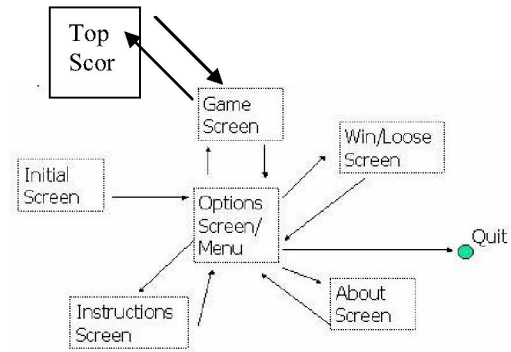 Top
Scor
Game
Screen
Win/Loose
Screen
Initial
Screen
Options
Screen/
Menu
Quit
About
Screen
Instructions
Screen